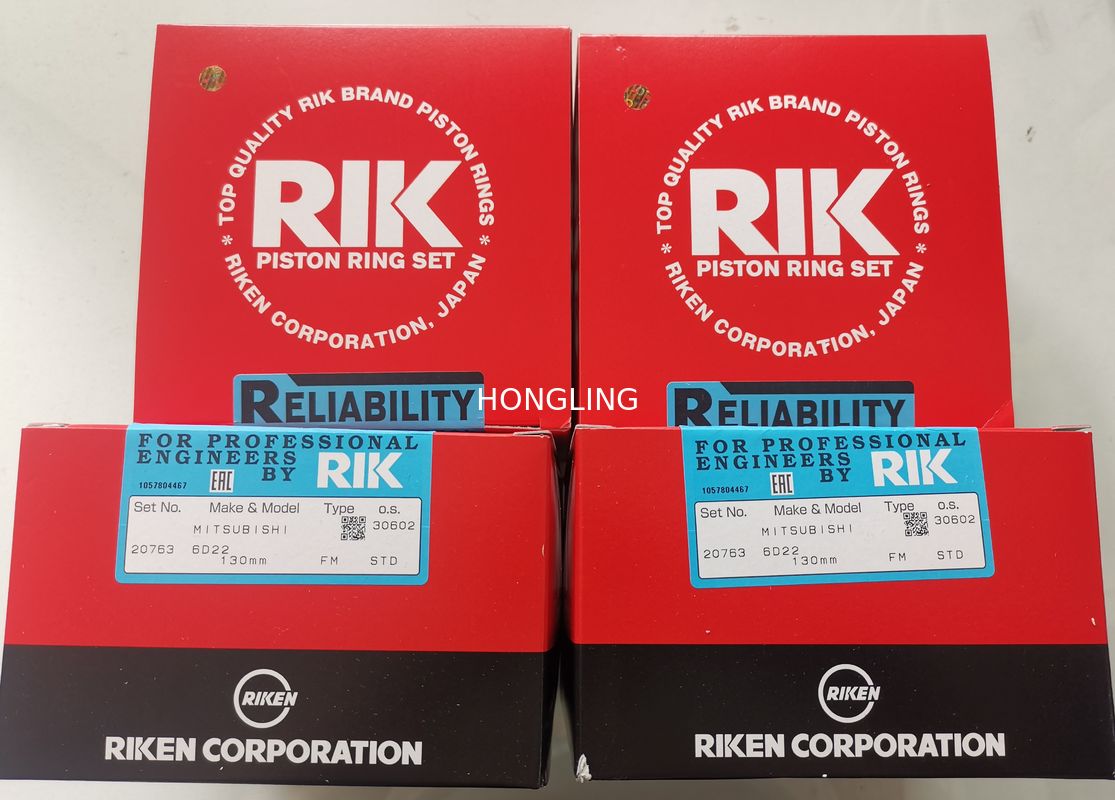 TOP QUALITY RIK BRAND PISTON RINGS
RIK
PISTON RING SET
* RIKEN CORPORATION, JAPAN *
RELIABILITY
TOP QUALITY RIK BRAND PISTON RINGS
RIK
PISTON RING SET
* RIKEN CORPORATION, JAPAN *
RELIABILITY
HONGLING
FOR PROFESSIONAL
ENGINEERS
BY RIK
1057804467 EAC
Set No. Make & Model Type o.s.
MITSUBISHI 30602
20763 6D22
130mm FM STD
RIKEN
RIKEN CORPORATION
FOR PROFESSIONAL
ENGINEERS
BY RIK
1057804467 EAC
Set No. Make & Model Type o.s.
MITSUBISHI 30602
20763 6D22
130mm FM STD
RIKEN
RIKEN CORPORATION